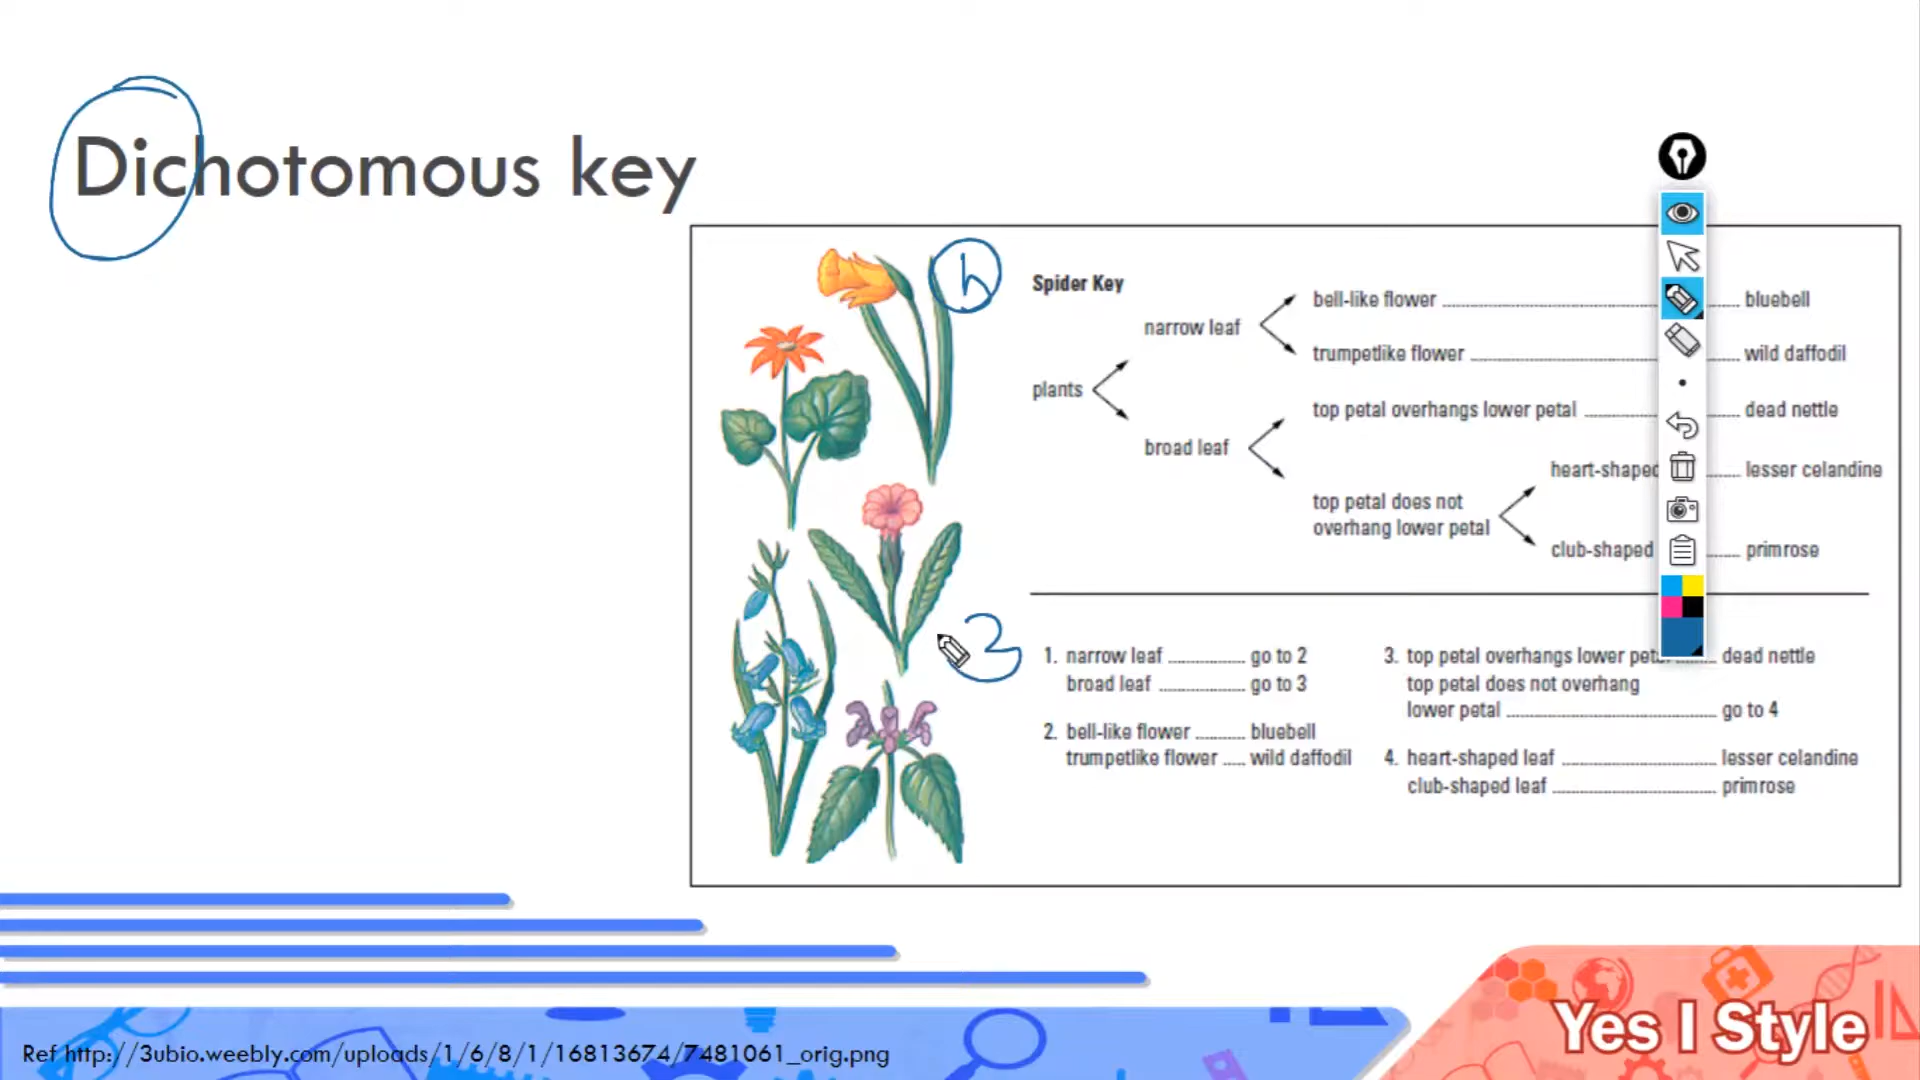 Dichotomous key
h
Spider Key
plants
narrow leaf
broad leaf
bell-like flower ........ bluebell
trumpetlike flower ........ wild daffodil
top petal overhangs lower petal ........ dead nettle
top petal does not
overhang lower petal
heart-shaped ........ lesser celandine
club-shaped ........ primrose
3
1. narrow leaf ........ go to 2
broad leaf ........ go to 3
2. bell-like flower ........ bluebell
trumpetlike flower ..... wild daffodil
3. top petal overhangs lower ........ dead nettle
top petal does not overhang
lower petal ........ go to 4
4. heart-shaped leaf ........ lesser celandine
club-shaped leaf ........ primrose
Ref http://3ubio.weebly.com/uploads/1/6/8/1/16813674/7481061_orig.png
Yes I Style